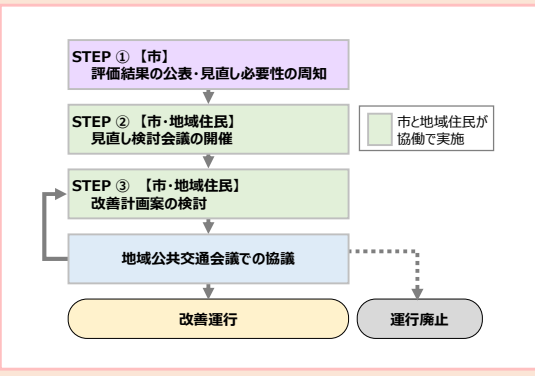 STEP ① 【市】
評価結果の公表・見直し必要性の周知
STEP ② 【市・地域住民】
見直し検討会議の開催
市と地域住民が
協働で実施
STEP ③ 【市・地域住民】
改善計画案の検討
地域公共交通会議での協議
改善運行
運行廃止